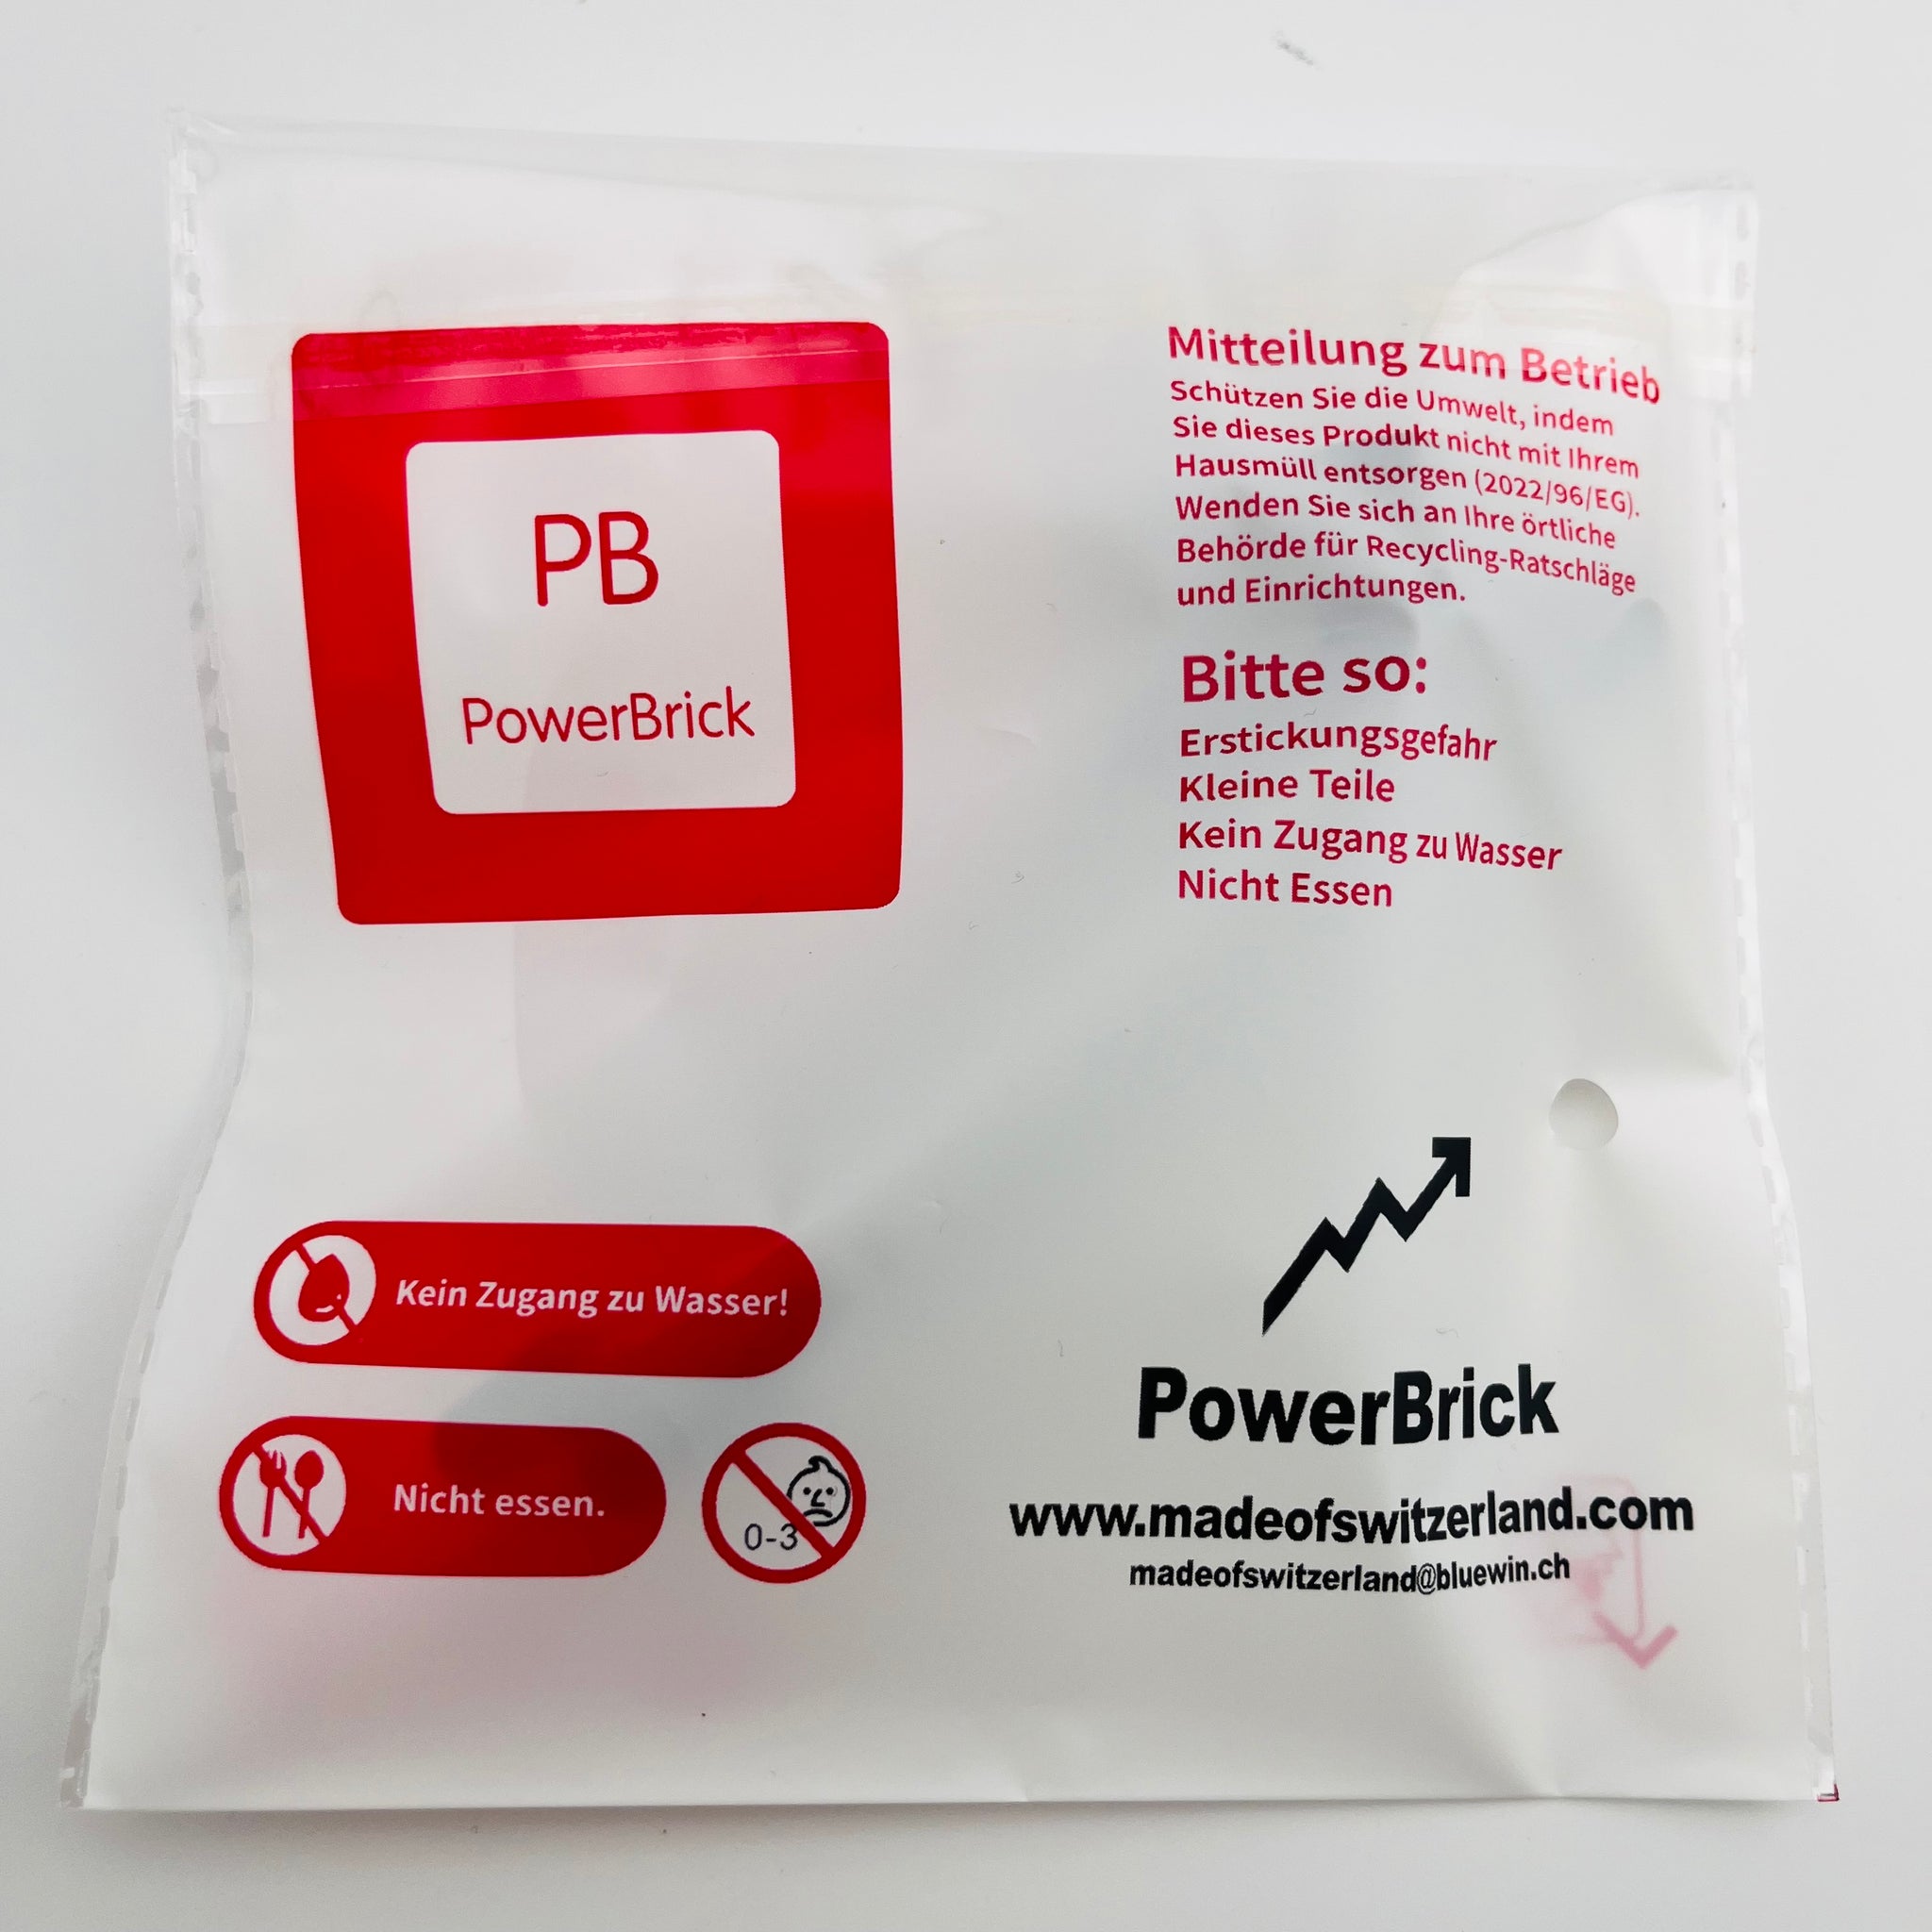 PB
PowerBrick
Mitteilung zum Betrieb
Schützen Sie die Umwelt, indem
Sie dieses Produkt nicht mit Ihrem
Hausmüll entsorgen (2022/96/EG).
Wenden Sie sich an Ihre örtliche
Behörde für Recycling-Ratschläge
und Einrichtungen.
Bitte so:
Erstickungsgefahr
Kleine Teile
Kein Zugang zu Wasser
Nicht Essen
Kein Zugang zu Wasser!
Nicht essen.
0-3
PowerBrick
www.madeofswitzerland.com
madeofswitzerland@bluewin.ch